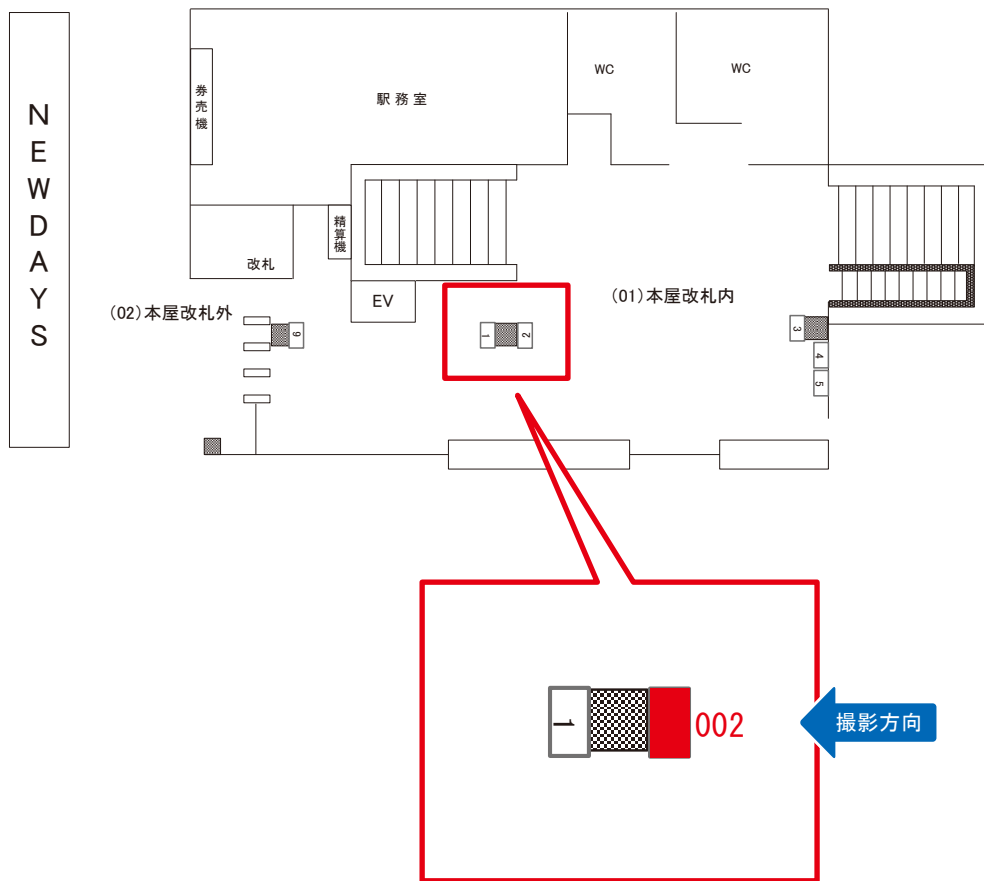 NEWDAYS
券売機
駅務室
WC
WC
精算機
改札
EV
(02)本屋改札外
(01)本屋改札内
9
1
2
3
4
5
1
002
撮影方向